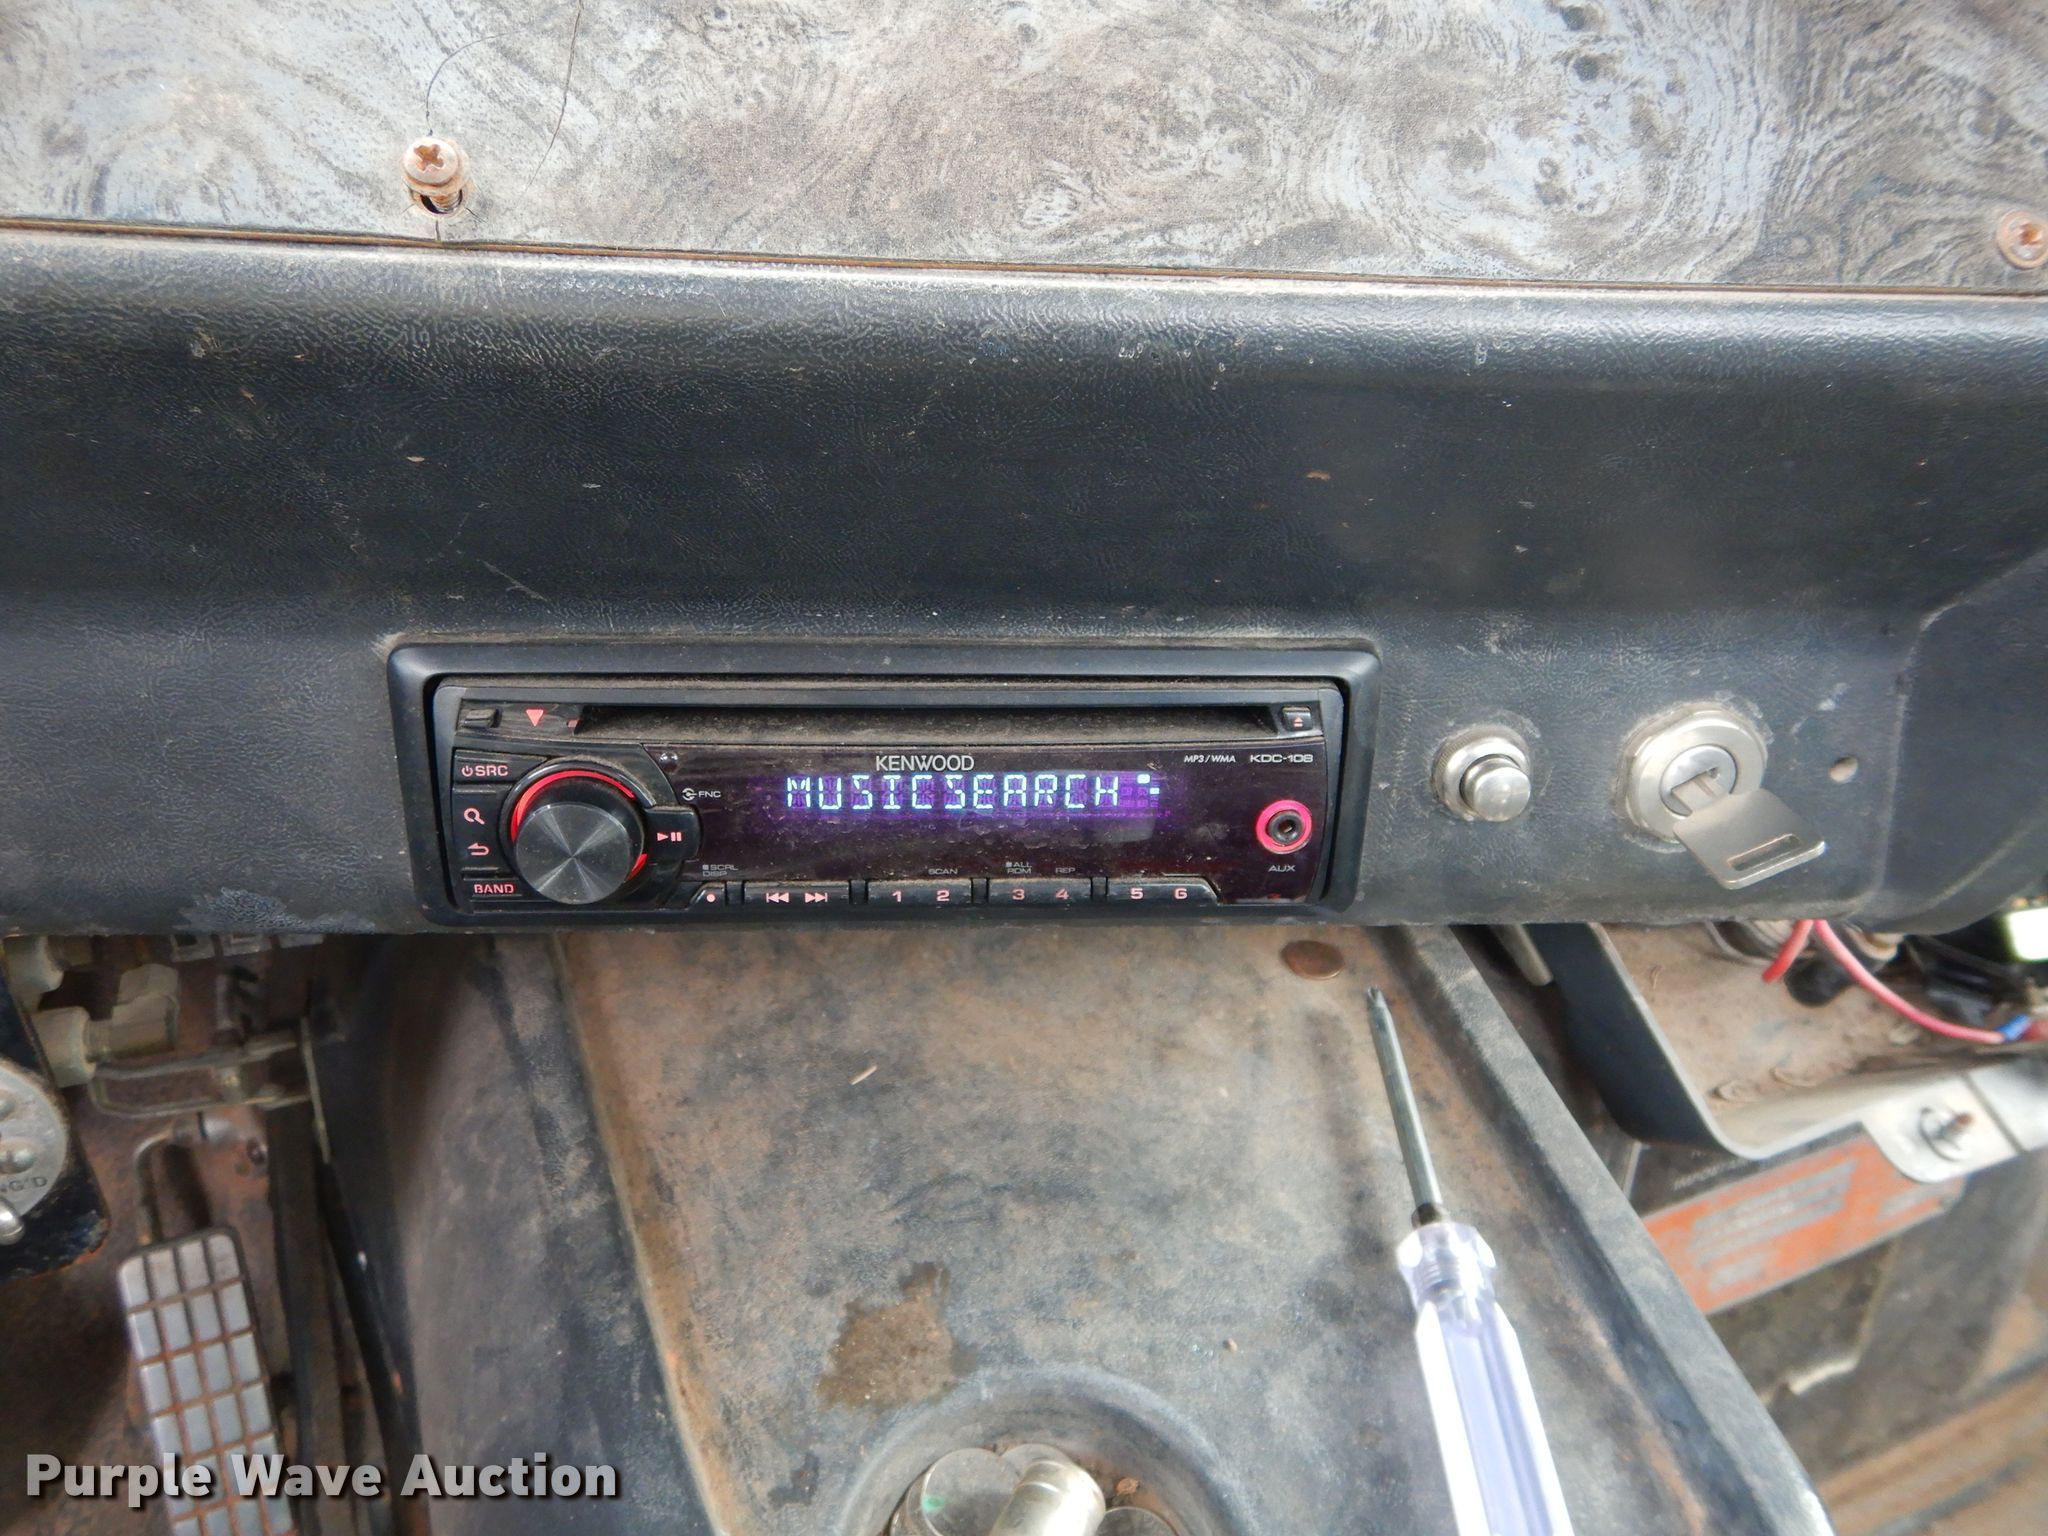 KENWOOD
MP3/WMA KDC-108
SRC
MUSICSEARCH
FNC
AUX
BAND
SCRL
DISP
SCAN
ALL
RDM
REP
1 2 3 4 5 6
Purple Wave Auction